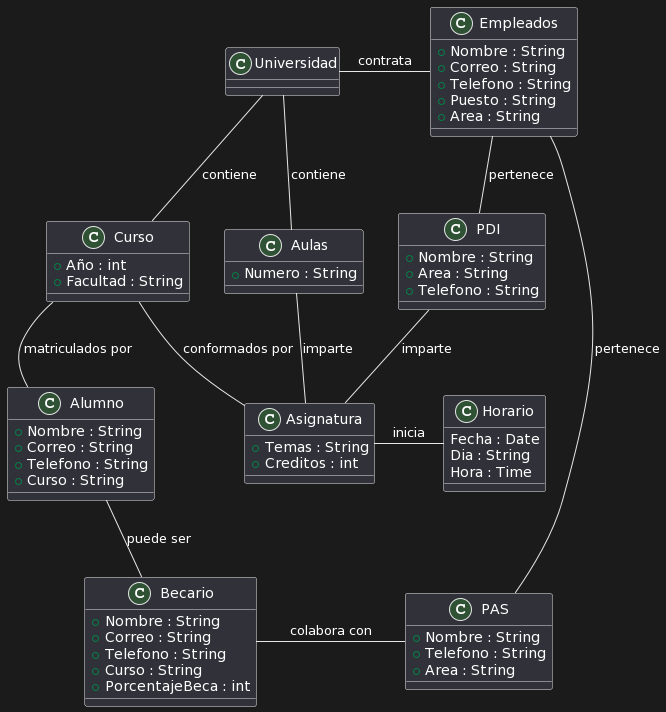 C Empleados
+ Nombre : String
+ Correo : String
+ Telefono : String
+ Puesto : String
+ Area : String
C Universidad
contrata
contiene
contiene
pertenece
C Curso
+ Año : int
+ Facultad : String
C Aulas
+ Numero : String
C PDI
+ Nombre : String
+ Area : String
+ Telefono : String
matriculados por
conformados por
imparte
imparte
pertenece
C Alumno
+ Nombre : String
+ Correo : String
+ Telefono : String
+ Curso : String
C Asignatura
+ Temas : String
+ Creditos : int
inicia
C Horario
Fecha : Date
Dia : String
Hora : Time
puede ser
C Becario
+ Nombre : String
+ Correo : String
+ Telefono : String
+ Curso : String
+ PorcentajeBeca : int
colabora con
C PAS
+ Nombre : String
+ Telefono : String
+ Area : String